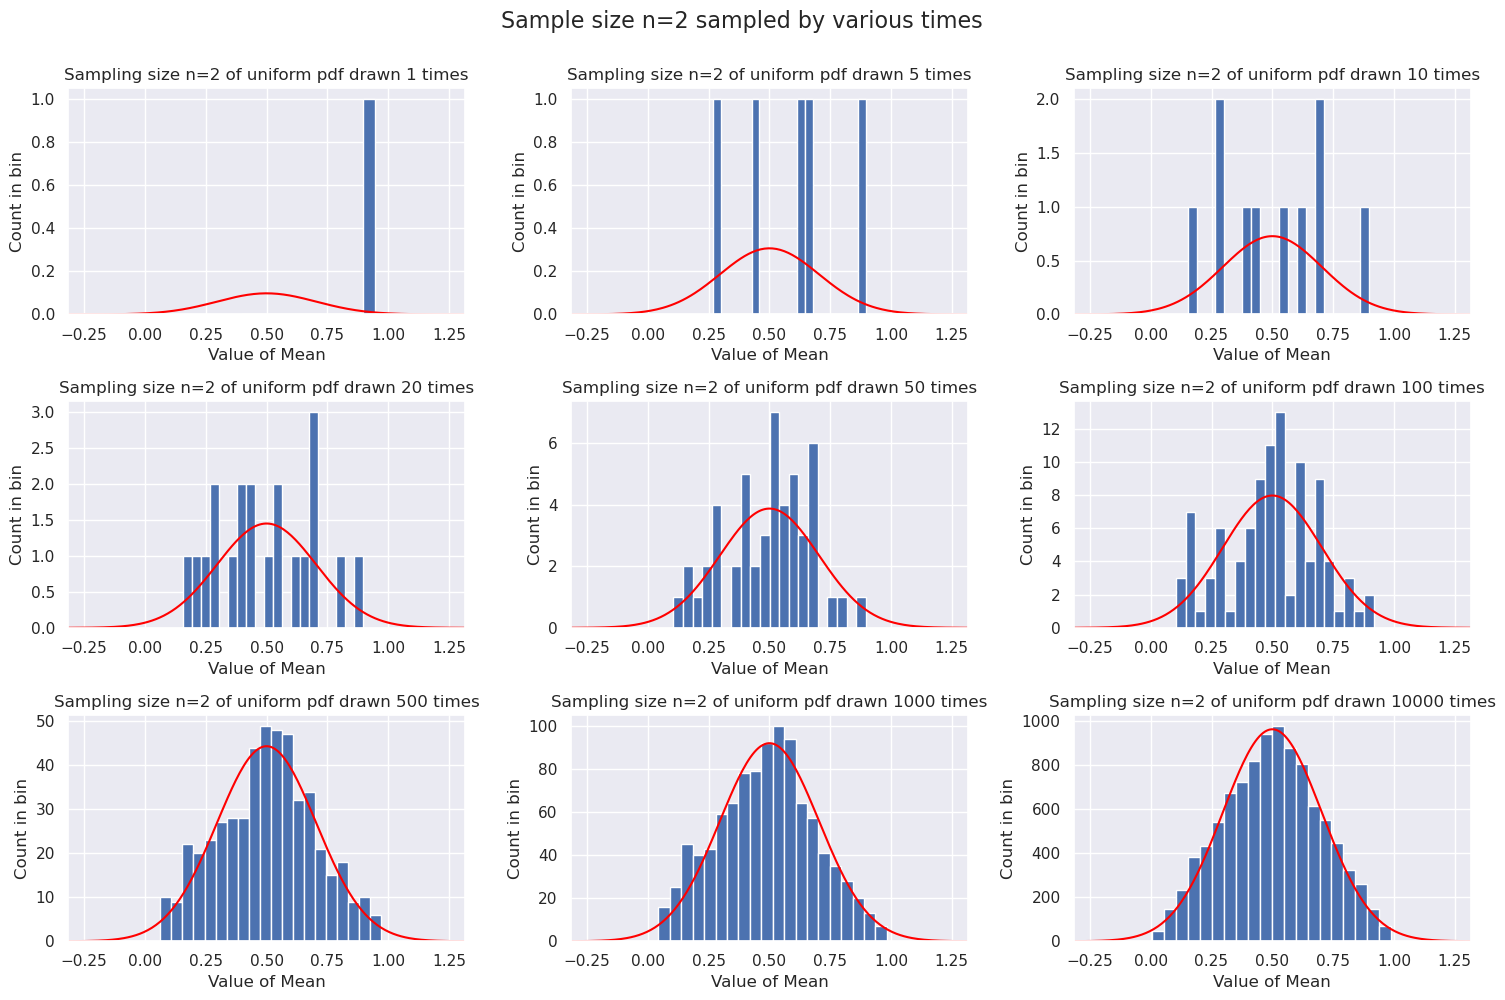 Sample size n=2 sampled by various times
Sampling size n=2 of uniform pdf drawn 1 times
Count in bin
1.0
0.8
0.6
0.4
0.2
0.0
−0.25 0.00 0.25 0.50 0.75 1.00 1.25
Value of Mean
Sampling size n=2 of uniform pdf drawn 5 times
Count in bin
1.0
0.8
0.6
0.4
0.2
0.0
−0.25 0.00 0.25 0.50 0.75 1.00 1.25
Value of Mean
Sampling size n=2 of uniform pdf drawn 10 times
Count in bin
2.0
1.5
1.0
0.5
0.0
−0.25 0.00 0.25 0.50 0.75 1.00 1.25
Value of Mean
Sampling size n=2 of uniform pdf drawn 20 times
Count in bin
3.0
2.5
2.0
1.5
1.0
0.5
0.0
−0.25 0.00 0.25 0.50 0.75 1.00 1.25
Value of Mean
Sampling size n=2 of uniform pdf drawn 50 times
Count in bin
6
4
2
0
−0.25 0.00 0.25 0.50 0.75 1.00 1.25
Value of Mean
Sampling size n=2 of uniform pdf drawn 100 times
Count in bin
12
10
8
6
4
2
0
−0.25 0.00 0.25 0.50 0.75 1.00 1.25
Value of Mean
Sampling size n=2 of uniform pdf drawn 500 times
Count in bin
50
40
30
20
10
0
−0.25 0.00 0.25 0.50 0.75 1.00 1.25
Value of Mean
Sampling size n=2 of uniform pdf drawn 1000 times
Count in bin
100
80
60
40
20
0
−0.25 0.00 0.25 0.50 0.75 1.00 1.25
Value of Mean
Sampling size n=2 of uniform pdf drawn 10000 times
Count in bin
1000
800
600
400
200
0
−0.25 0.00 0.25 0.50 0.75 1.00 1.25
Value of Mean